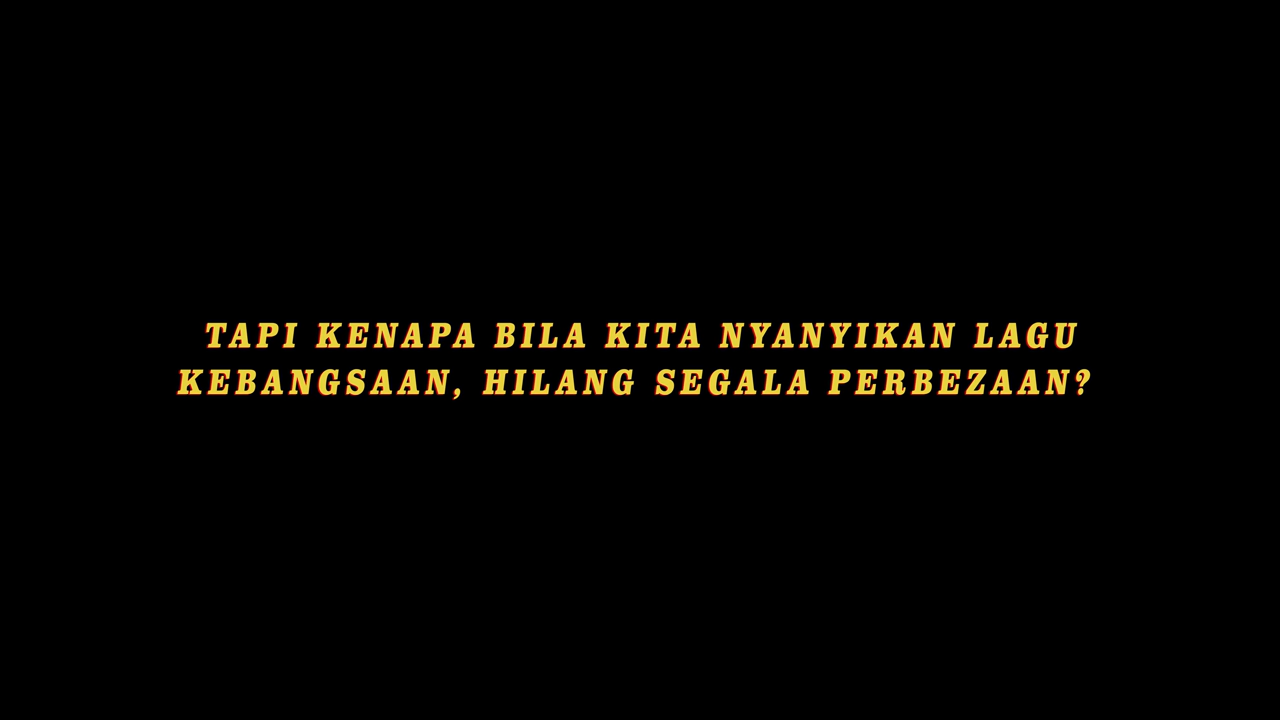 TAPI KENAPA BILA KITA NYANYIKAN LAGU
KEBANGSAAN, HILANG SEGALA PERBEZAAN?